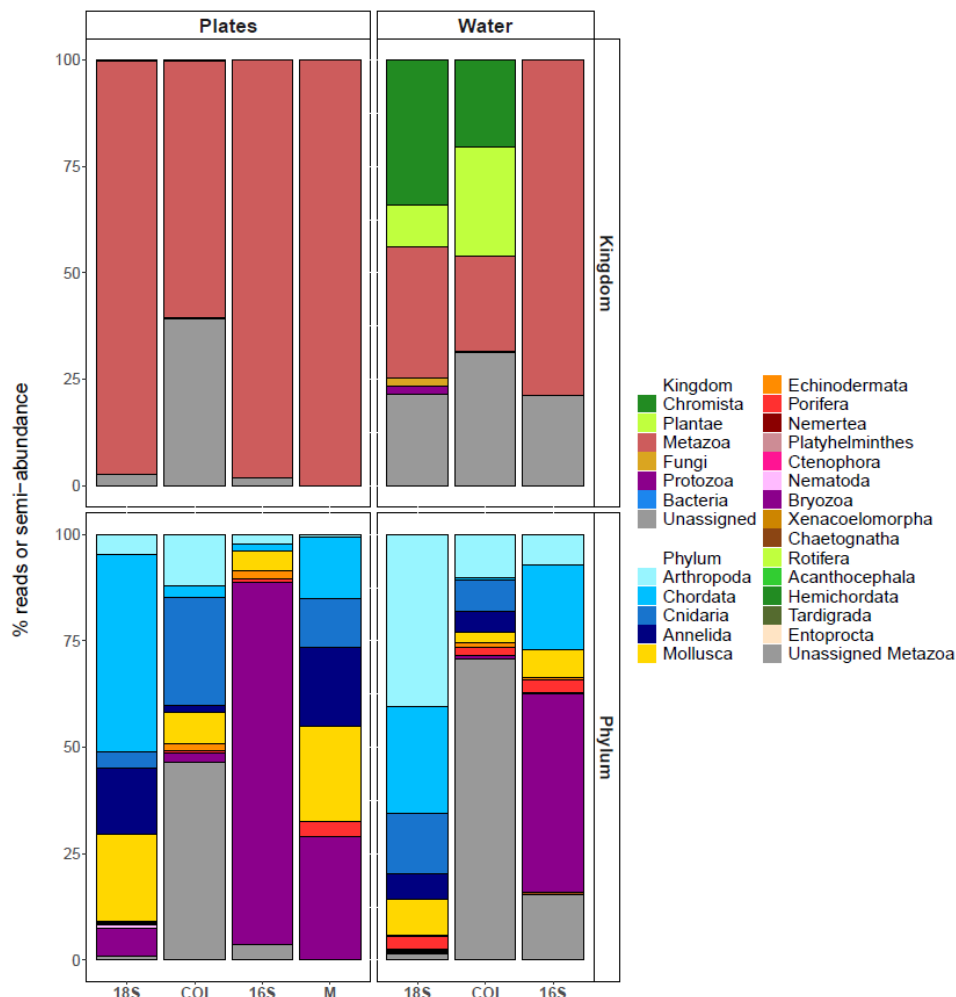 Plates
Water
100
75
50
25
0
Kingdom
100
75
50
25
0
Phylum
% reads or semi-abundance
18S
COI
16S
M
18S
COI
16S
Kingdom
Chromista
Plantae
Metazoa
Fungi
Protozoa
Bacteria
Unassigned
Phylum
Arthropoda
Chordata
Cnidaria
Annelida
Mollusca
Echinodermata
Porifera
Nemertea
Platyhelminthes
Ctenophora
Nematoda
Bryozoa
Xenacoelomorpha
Chaetognatha
Rotifera
Acanthocephala
Hemichordata
Tardigrada
Entoprocta
Unassigned Metazoa